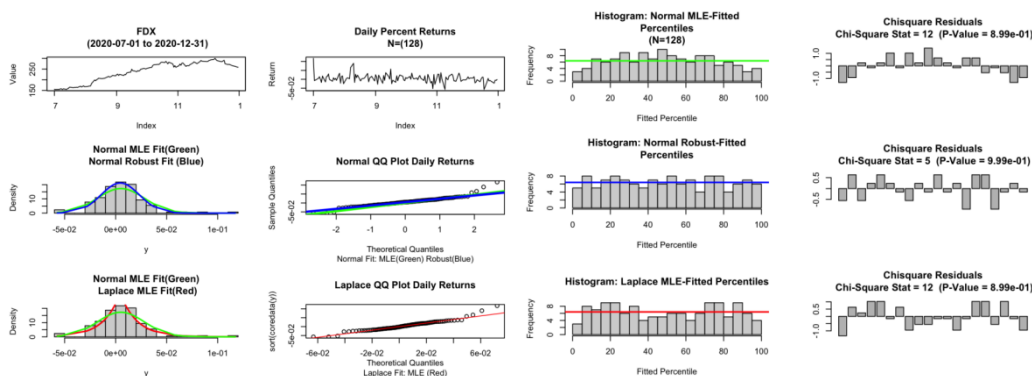 FDX
(2020-07-01 to 2020-12-31)
Value
150
250
7
9
11
1
Index
Daily Percent Returns
N=(128)
Return
-5e-02
7
9
11
1
Index
Histogram: Normal MLE-Fitted
Percentiles
(N=128)
Frequency
0
4
8
0
20
40
60
80
100
Fitted Percentile
Chisquare Residuals
Chi-Square Stat = 12 (P-Value = 8.99e-01)
-1.0
1.0
Normal MLE Fit(Green)
Normal Robust Fit (Blue)
Density
0
10
-5e-02
0e+00
5e-02
1e-01
y
Normal QQ Plot Daily Returns
Sample Quantiles
-5e-02
-2
-1
0
1
2
Theoretical Quantiles
Normal Fit: MLE(Green) Robust(Blue)
Histogram: Normal Robust-Fitted
Percentiles
Frequency
0
4
8
0
20
40
60
80
100
Fitted Percentile
Chisquare Residuals
Chi-Square Stat = 5 (P-Value = 9.99e-01)
-0.5
0.5
Normal MLE Fit(Green)
Laplace MLE Fit(Red)
Density
0
10
-5e-02
0e+00
5e-02
1e-01
y
Laplace QQ Plot Daily Returns
sort(coredata(y))
-5e-02
-6e-02
-2e-02
2e-02
6e-02
Theoretical Quantiles
Laplace Fit: MLE (Red)
Histogram: Laplace MLE-Fitted Percentiles
Frequency
0
4
8
0
20
40
60
80
100
Fitted Percentile
Chisquare Residuals
Chi-Square Stat = 12 (P-Value = 8.99e-01)
-1.0
1.0